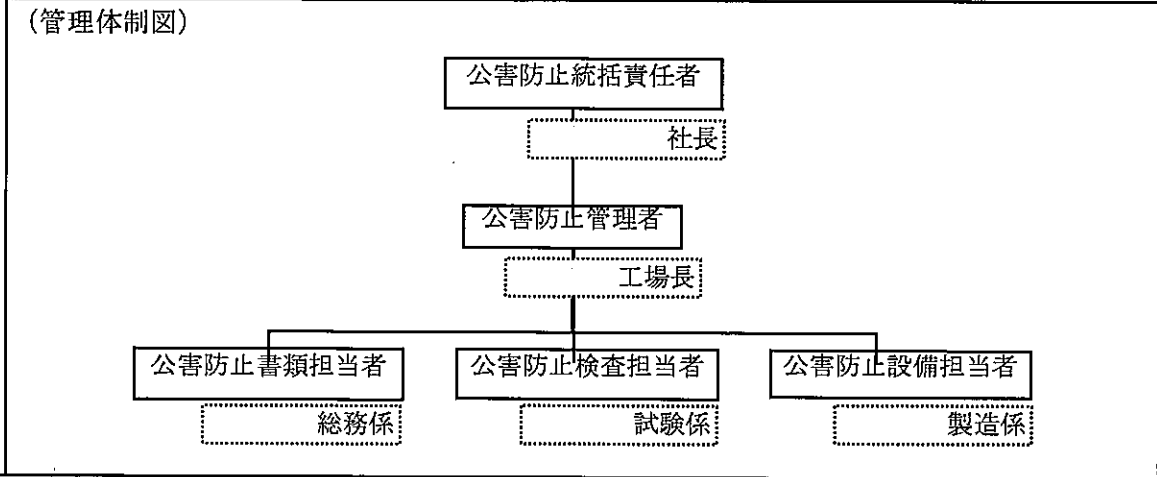 (管理体制図)
公害防止統括責任者
社長
公害防止管理者
工場長
公害防止書類担当者
総務係
公害防止検査担当者
試験係
公害防止設備担当者
製造係